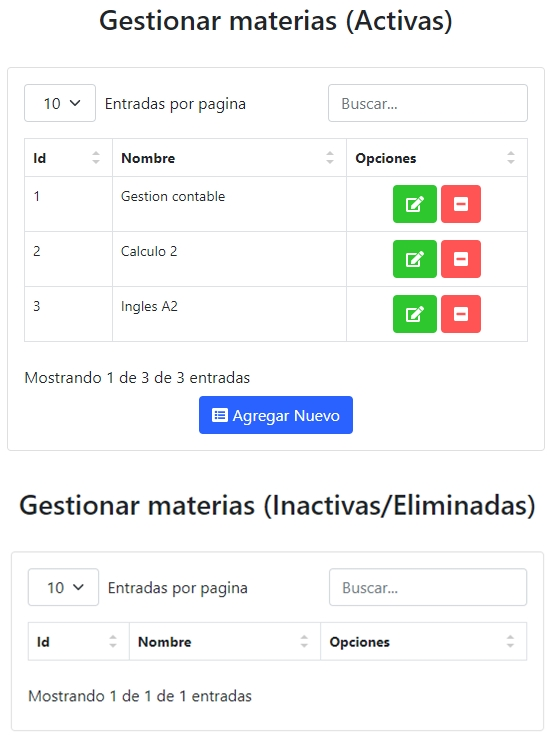 Gestionar materias (Activas)
10 Entradas por pagina Buscar...
Id Nombre Opciones
1 Gestion contable
2 Calculo 2
3 Ingles A2
Mostrando 1 de 3 de 3 entradas
Agregar Nuevo
Gestionar materias (Inactivas/Eliminadas)
10 Entradas por pagina Buscar...
Id Nombre Opciones
Mostrando 1 de 1 de 1 entradas